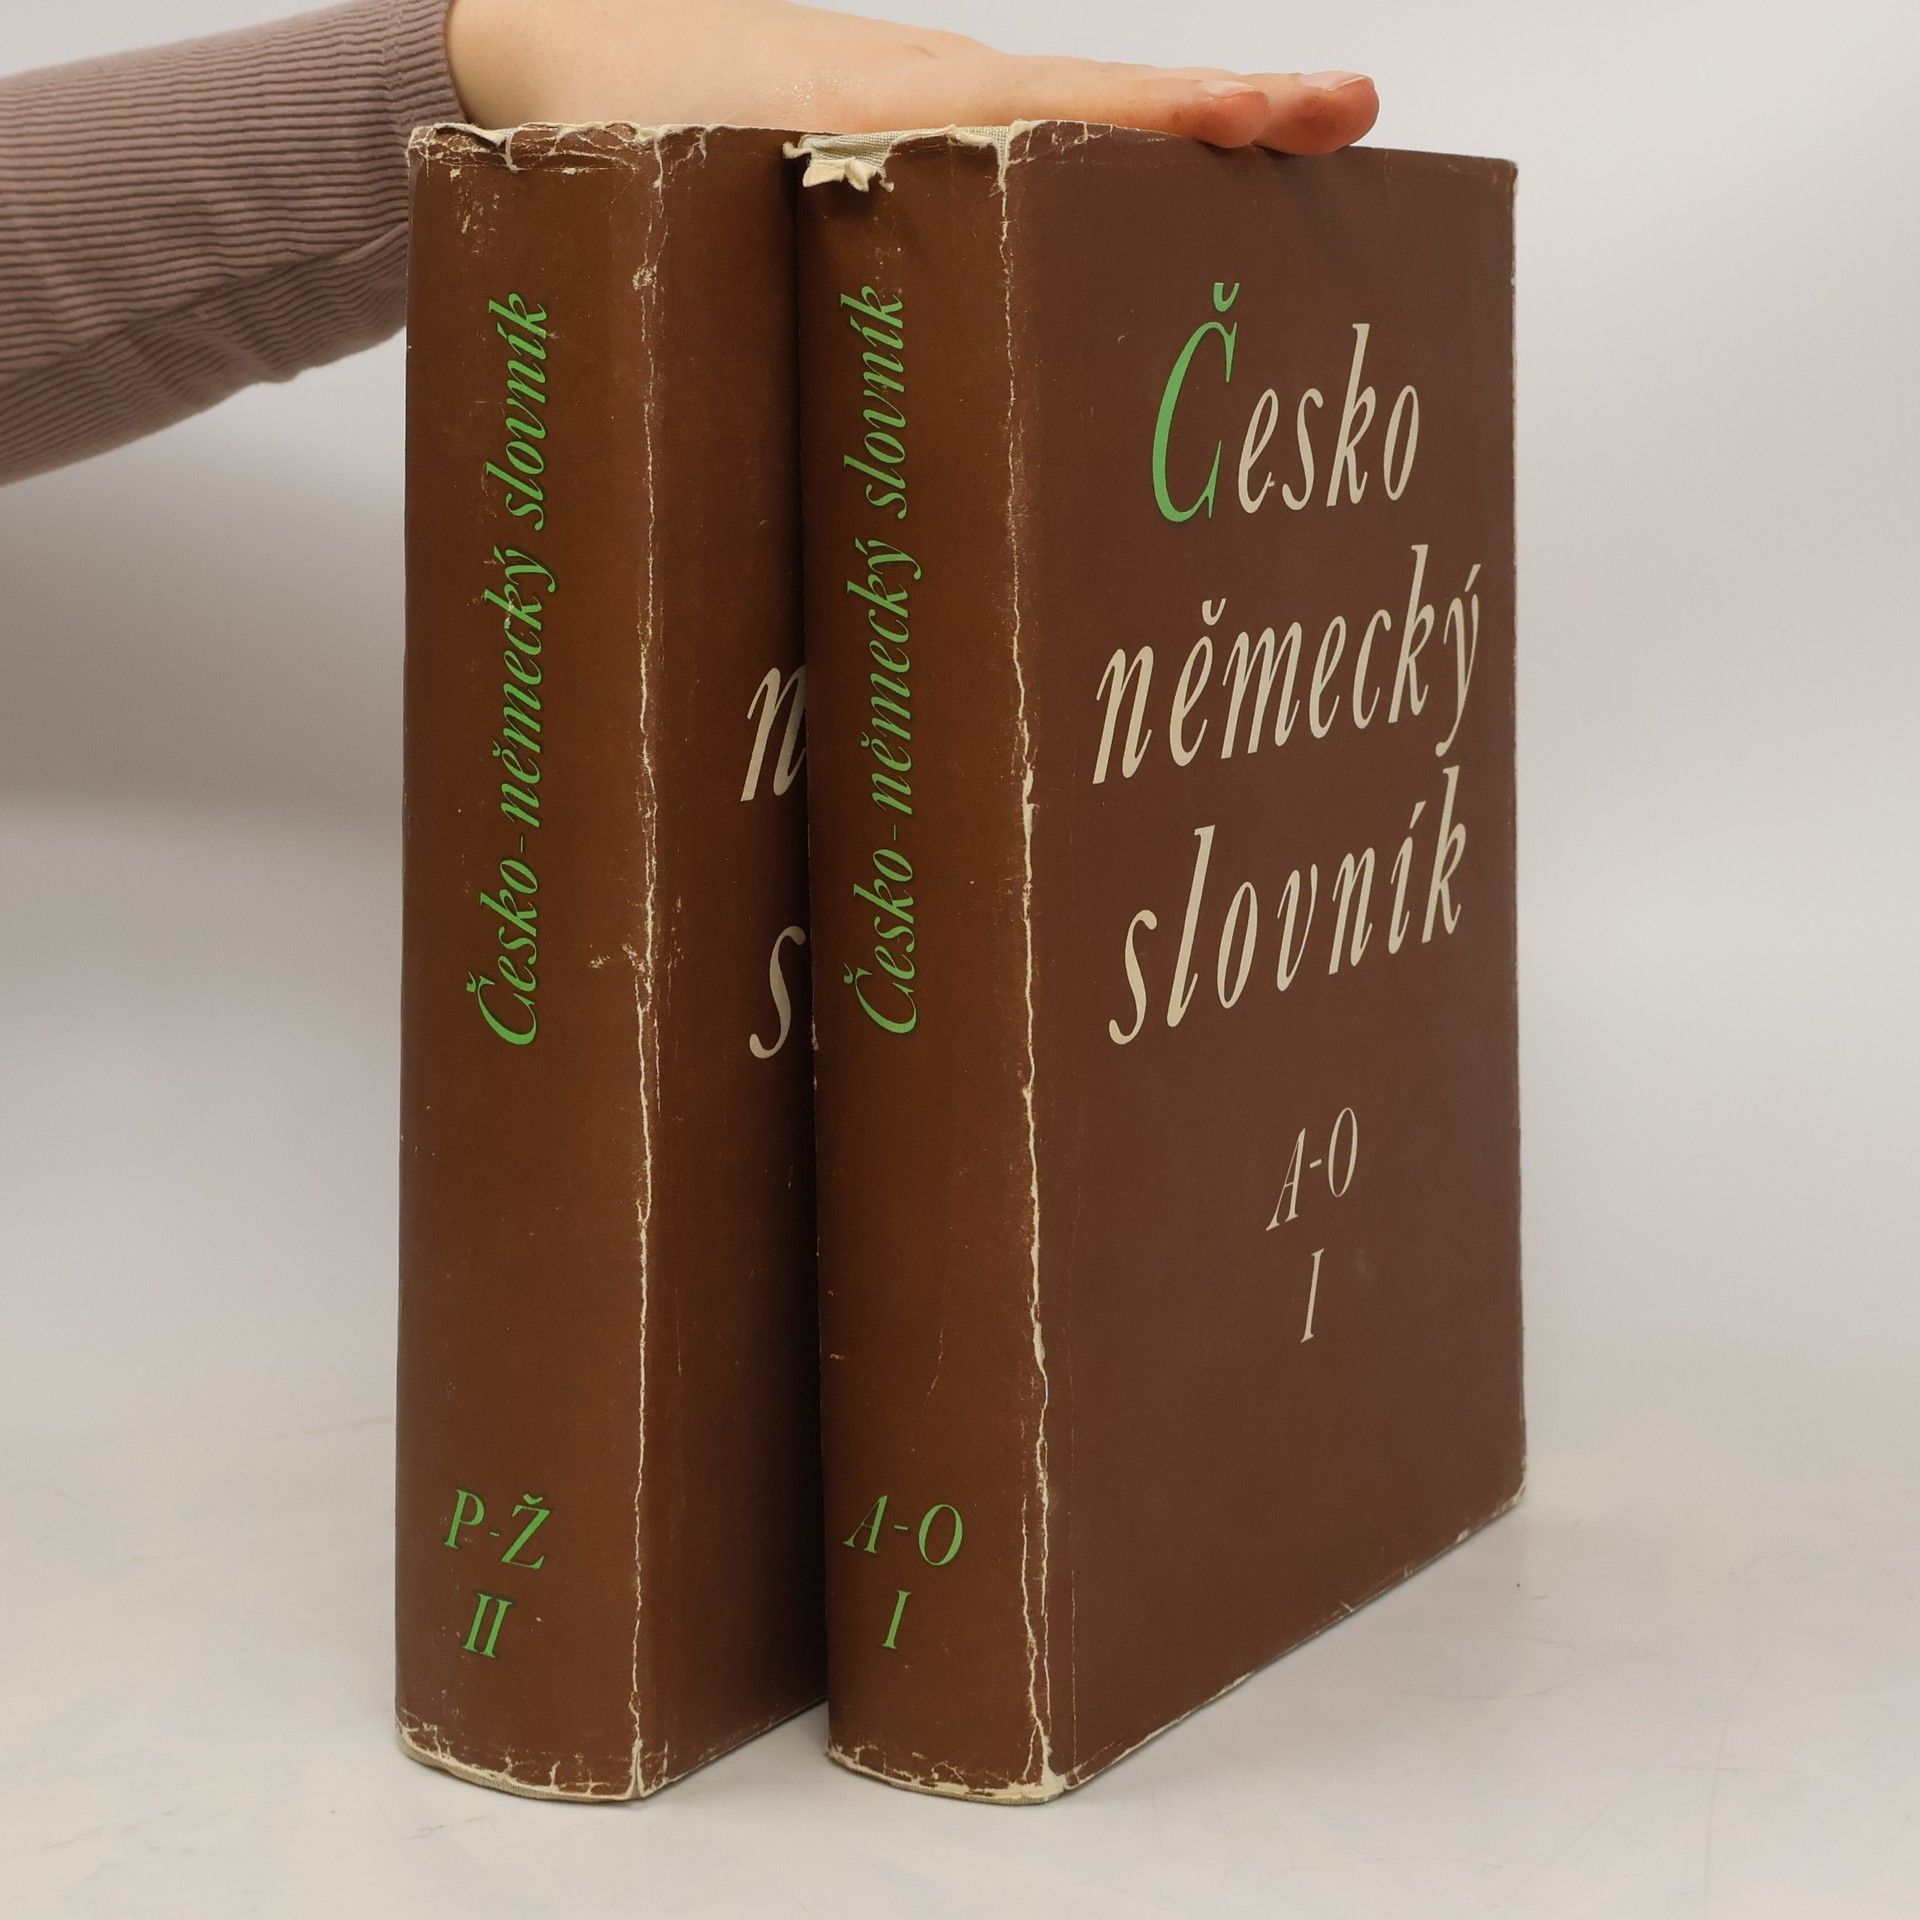 Česko-německý slovník
P-Ž
II
n
s
Česko-německý slovník
A-O
I
Česko
německý
slovník
A-O
I